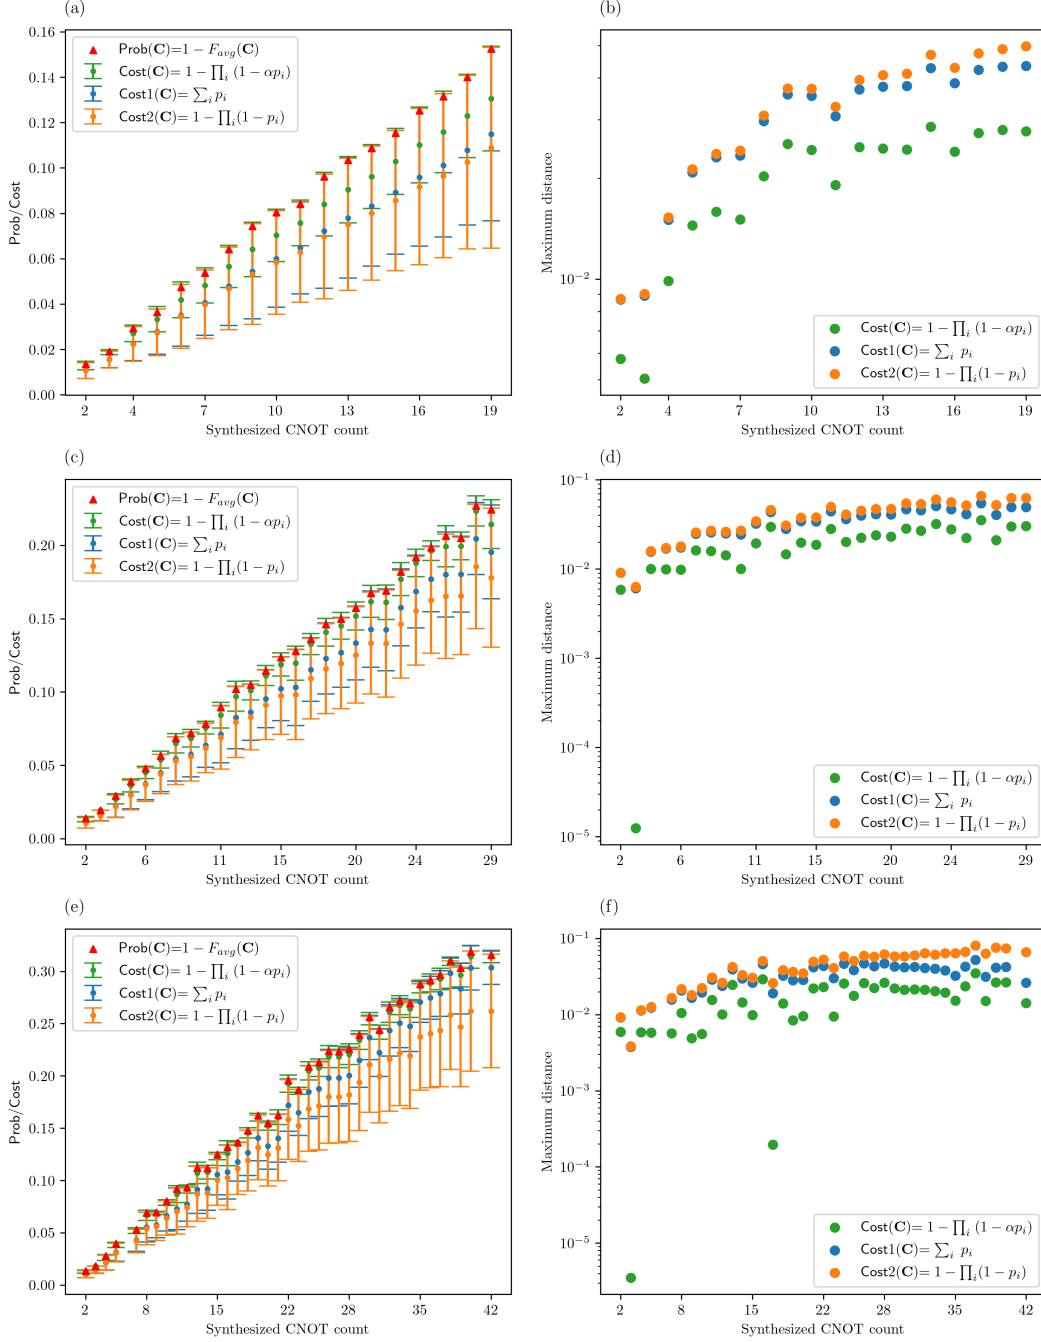 (a)
0.16
0.14
0.12
0.10
0.08
0.06
0.04
0.02
0.00
Prob/Cost
Prob(C)=1 − F_avg(C)
Cost(C)= 1 − ∏_i (1 − αp_i)
Cost1(C)= ∑_i p_i
Cost2(C)= 1 − ∏_i(1 − p_i)
2 4 7 10 13 16 19
Synthesized CNOT count
(b)
10⁻²
Maximum distance
Cost(C)= 1 − ∏_i (1 − αp_i)
Cost1(C)= ∑_i p_i
Cost2(C)= 1 − ∏_i(1 − p_i)
2 4 7 10 13 16 19
Synthesized CNOT count
(c)
0.20
0.15
0.10
0.05
0.00
Prob/Cost
Prob(C)=1 − F_avg(C)
Cost(C)= 1 − ∏_i (1 − αp_i)
Cost1(C)= ∑_i p_i
Cost2(C)= 1 − ∏_i(1 − p_i)
2 6 11 15 20 24 29
Synthesized CNOT count
(d)
10⁻¹
10⁻²
10⁻³
10⁻⁴
10⁻⁵
Maximum distance
Cost(C)= 1 − ∏_i (1 − αp_i)
Cost1(C)= ∑_i p_i
Cost2(C)= 1 − ∏_i(1 − p_i)
2 6 11 15 20 24 29
Synthesized CNOT count
(e)
0.30
0.25
0.20
0.15
0.10
0.05
0.00
Prob/Cost
Prob(C)=1 − F_avg(C)
Cost(C)= 1 − ∏_i (1 − αp_i)
Cost1(C)= ∑_i p_i
Cost2(C)= 1 − ∏_i(1 − p_i)
2 8 15 22 28 35 42
Synthesized CNOT count
(f)
10⁻¹
10⁻²
10⁻³
10⁻⁴
10⁻⁵
Maximum distance
Cost(C)= 1 − ∏_i (1 − αp_i)
Cost1(C)= ∑_i p_i
Cost2(C)= 1 − ∏_i(1 − p_i)
2 8 15 22 28 35 42
Synthesized CNOT count